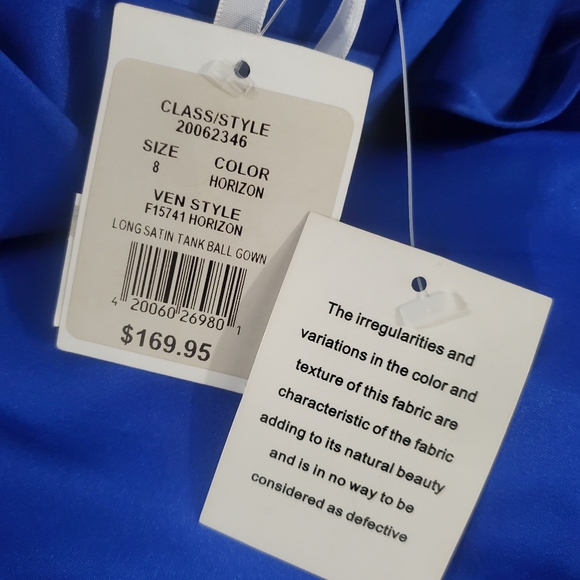 CLASS/STYLE
20062346
SIZE COLOR
8 HORIZON
VEN STYLE
F15741 HORIZON
LONG SATIN TANK BALL GOWN
4 20060 26980 1
$169.95
The irregularities and
variations in the color and
texture of this fabric are
characteristic of the fabric
adding to its natural beauty
and is in no way to be
considered as defective